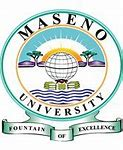 MASENO
UNIVERSITY
FOUNTAIN OF EXCELLENCE